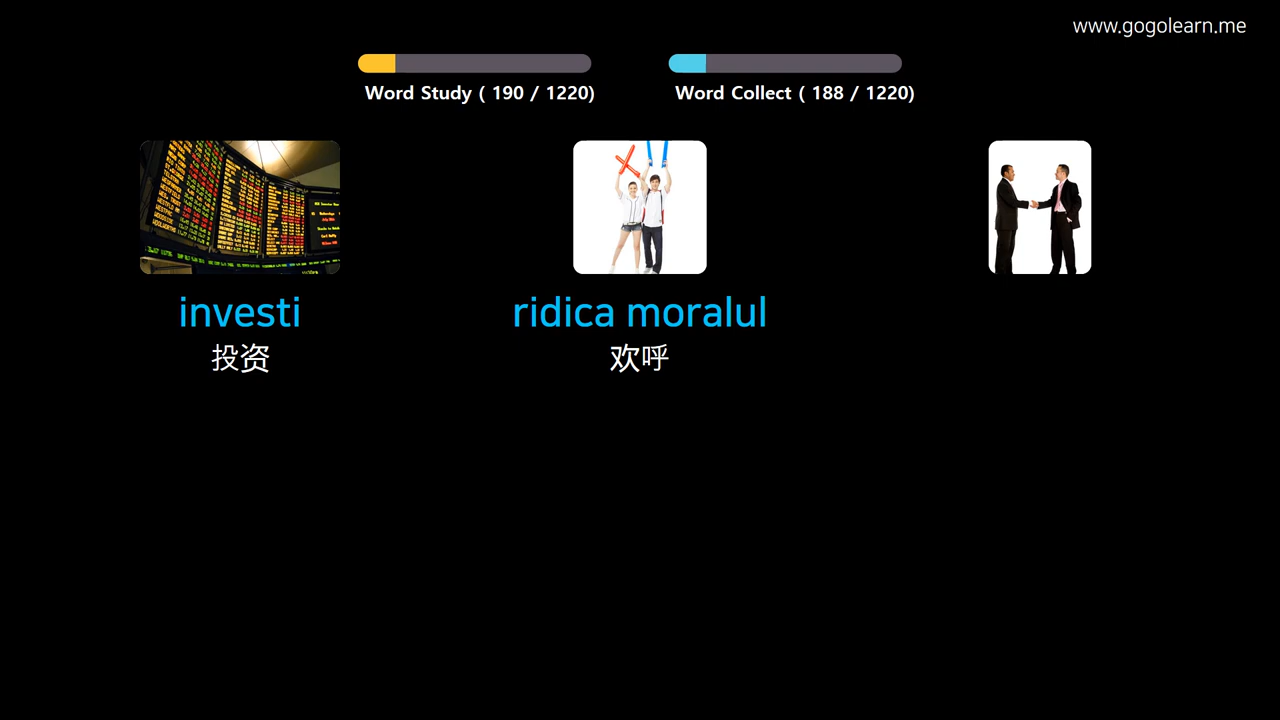 www.gogolearn.me
Word Study ( 190 / 1220)
Word Collect ( 188 / 1220)
investi
投资
ridica moralul
欢呼